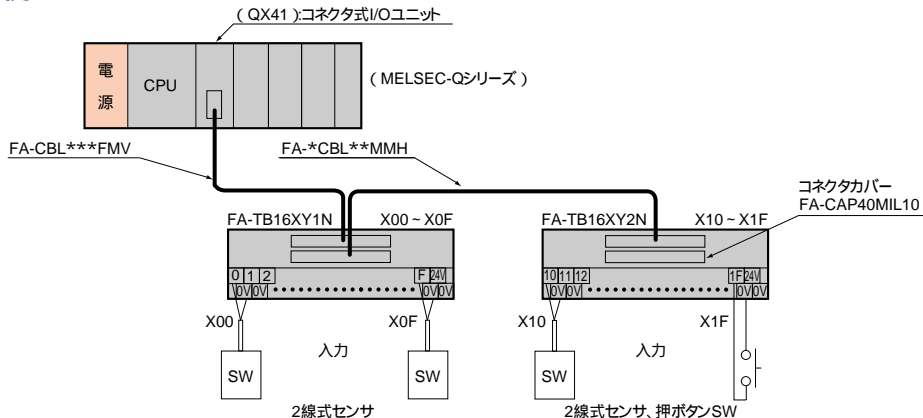 ( QX41 ):コネクタ式I/Oユニット
電源
CPU
( MELSEC-Qシリーズ )
FA-CBL***FMV
FA-*CBL**MMH
コネクタカバー
FA-CAP40MIL10
FA-TB16XY1N
X00 ~ X0F
FA-TB16XY2N
X10 ~ X1F
0 1 2 F 24V
0V 0V 0V 0V
10 11 12 1F 24V
0V 0V 0V 0V
X00
X0F
X10
X1F
入力
入力
SW
SW
SW
2線式センサ
2線式センサ、押ボタンSW